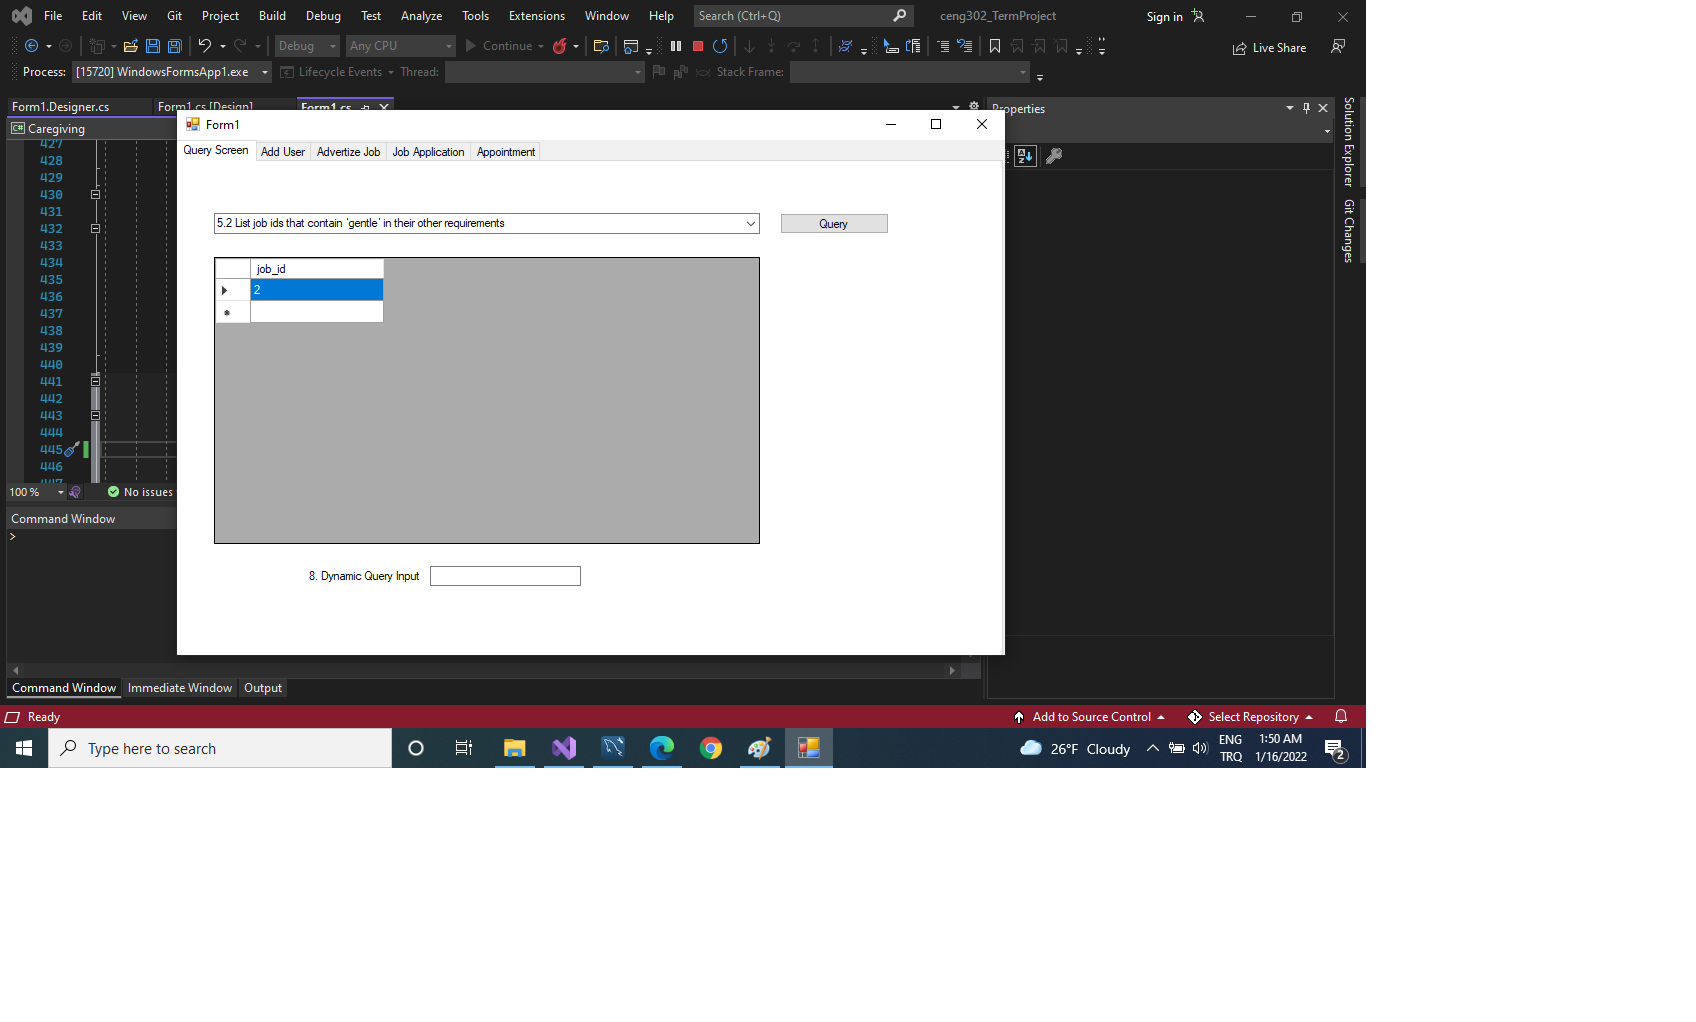 File Edit View Git Project Build Debug Test Analyze Tools Extensions Window Help Search (Ctrl+Q) ceng302_TermProject Sign in
Debug Any CPU Continue Live Share
Process: [15720] WindowsFormsApp1.exe Lifecycle Events Thread: Stack Frame:
Form1.Designer.cs Form1.cs [Design] Form1.cs Properties
Caregiving
Form1
Query Screen Add User Advertize Job Job Application Appointment
5.2 List job ids that contain 'gentle' in their other requirements Query
job_id
2
8. Dynamic Query Input
427
428
429
430
431
432
433
434
435
436
437
438
439
440
441
442
443
444
445
446
447
100 % No issues
Command Window
>
Command Window Immediate Window Output
Solution Explorer
Git Changes
Ready Add to Source Control Select Repository
Type here to search 26°F Cloudy ENG 1:50 AM
TRQ 1/16/2022 2